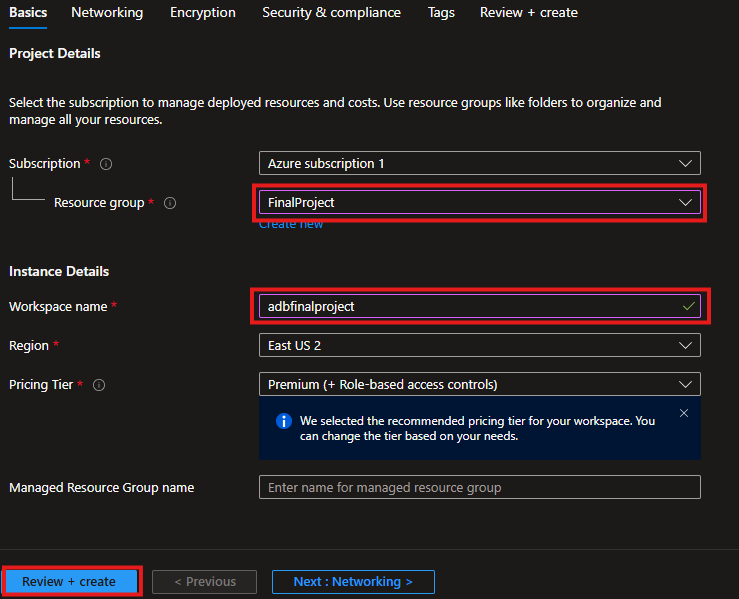 Basics Networking Encryption Security & compliance Tags Review + create
Project Details
Select the subscription to manage deployed resources and costs. Use resource groups like folders to organize and
manage all your resources.
Subscription * Azure subscription 1
Resource group * FinalProject
Create new
Instance Details
Workspace name * adbfinalproject
Region * East US 2
Pricing Tier * Premium (+ Role-based access controls)
We selected the recommended pricing tier for your workspace. You
can change the tier based on your needs.
Managed Resource Group name Enter name for managed resource group
Review + create < Previous Next : Networking >